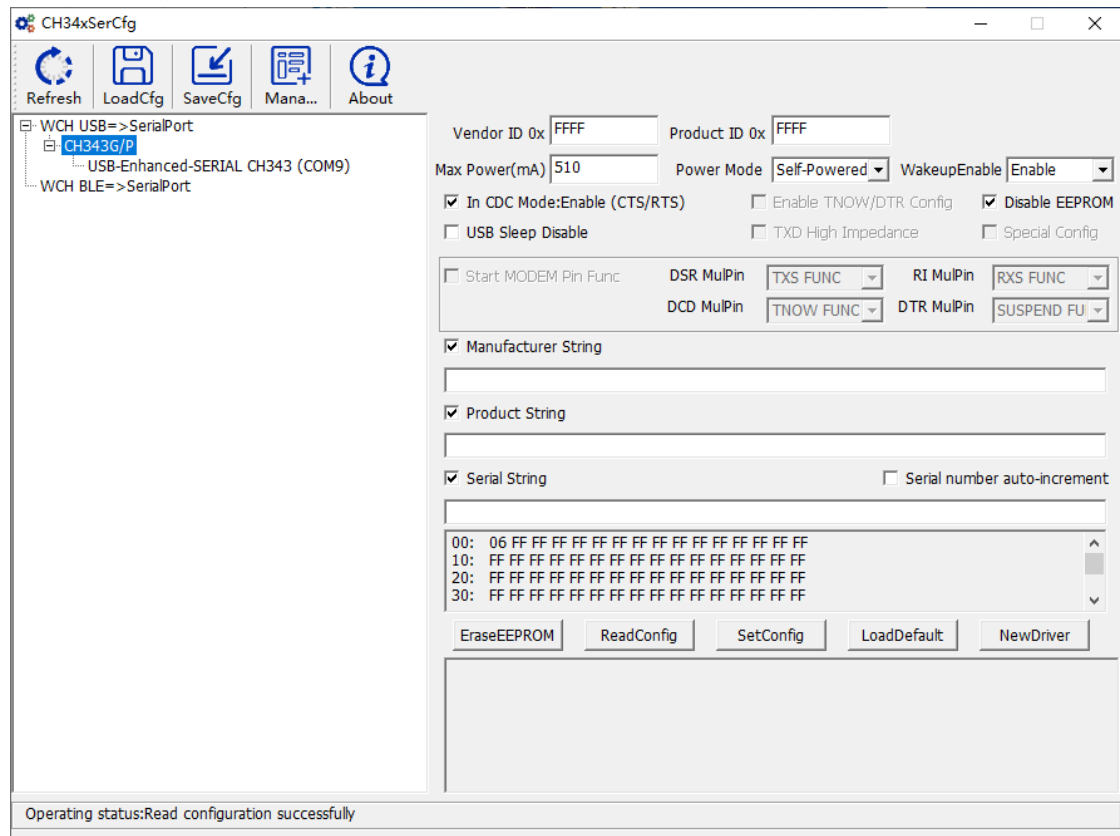 CH34xSerCfg
Refresh LoadCfg SaveCfg Mana... About
WCH USB=>SerialPort
CH343G/P
USB-Enhanced-SERIAL CH343 (COM9)
WCH BLE=>SerialPort
Vendor ID 0x FFFF Product ID 0x FFFF
Max Power(mA) 510 Power Mode Self-Powered WakeupEnable Enable
In CDC Mode:Enable (CTS/RTS) Enable TNOW/DTR Config Disable EEPROM
USB Sleep Disable TXD High Impedance Special Config
Start MODEM Pin Func DSR MulPin TXS FUNC RI MulPin RXS FUNC
DCD MulPin TNOW FUNC DTR MulPin SUSPEND FU
Manufacturer String
Product String
Serial String Serial number auto-increment
00: 06 FF FF FF FF FF FF FF FF FF FF FF FF FF FF FF
10: FF FF FF FF FF FF FF FF FF FF FF FF FF FF FF FF
20: FF FF FF FF FF FF FF FF FF FF FF FF FF FF FF FF
30: FF FF FF FF FF FF FF FF FF FF FF FF FF FF FF FF
EraseEEPROM ReadConfig SetConfig LoadDefault NewDriver
Operating status:Read configuration successfully